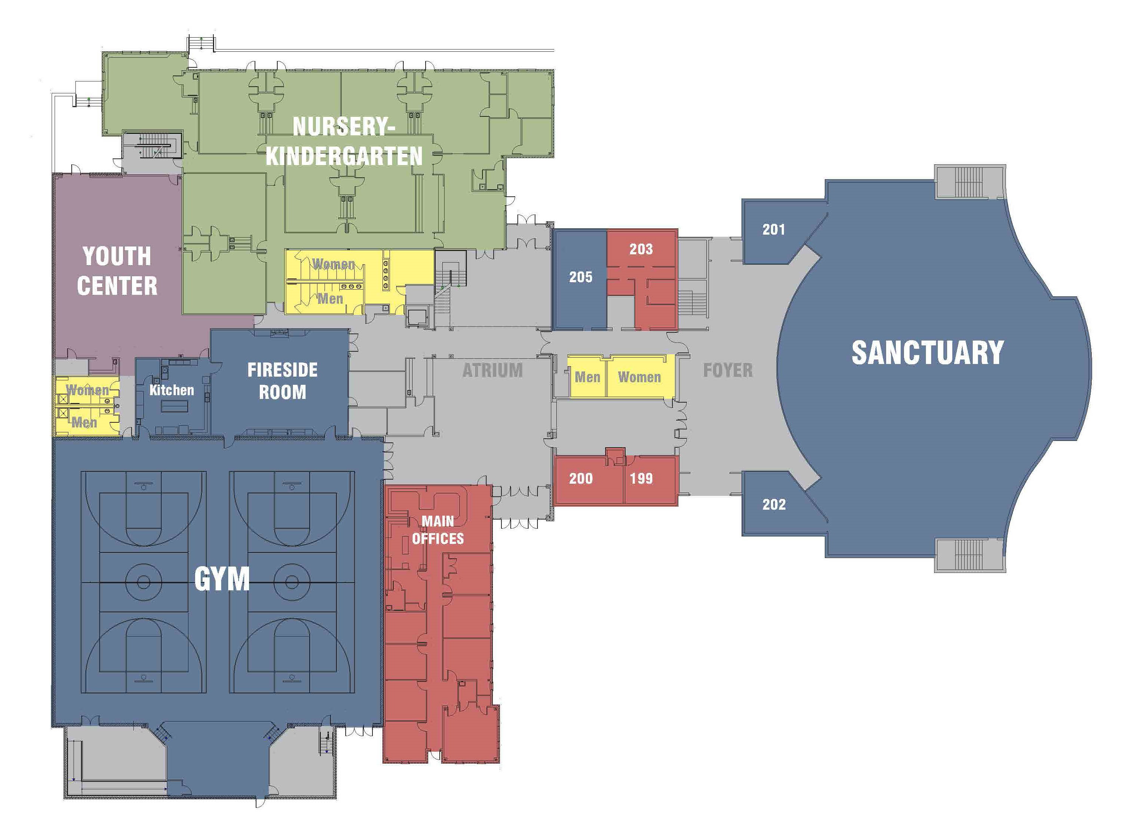 NURSERY-
KINDERGARTEN
YOUTH
CENTER
Women
Men
201
203
205
FIRESIDE
ROOM
ATRIUM
FOYER
SANCTUARY
Men
Women
Kitchen
Women
Men
200
199
202
MAIN
OFFICES
GYM